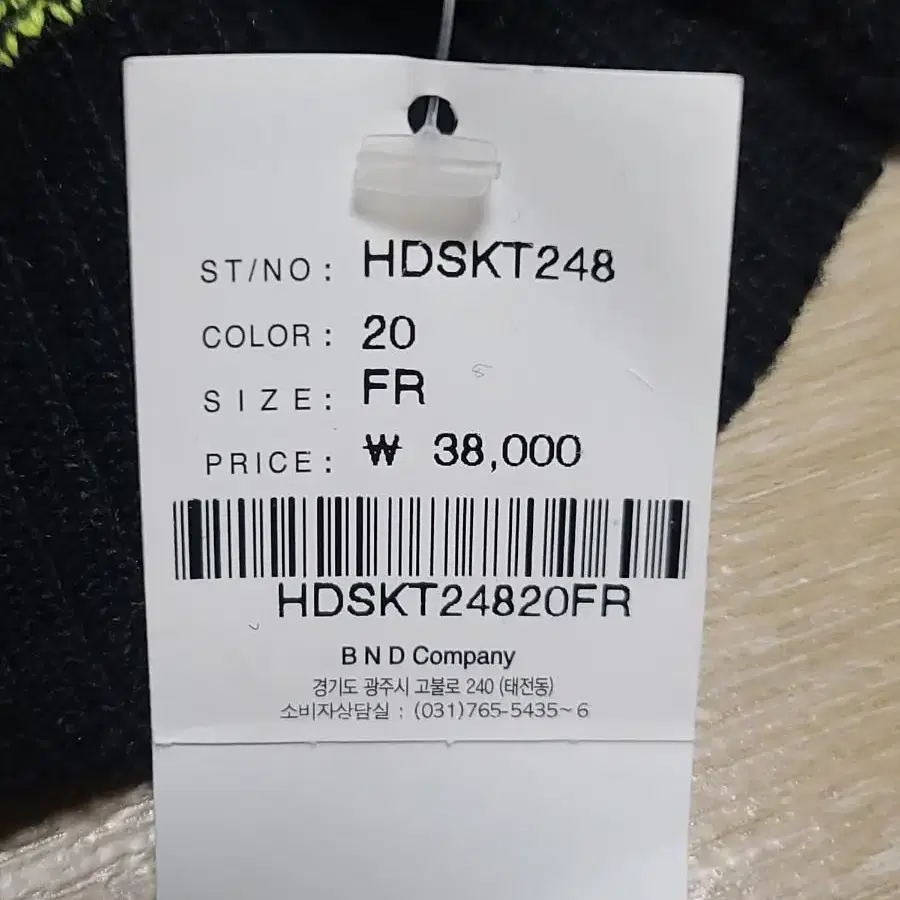 ST/NO : HDSKT248
COLOR : 20
SIZE : FR
PRICE : ₩ 38,000
HDSKT24820FR
B N D Company
경기도 광주시 고불로 240 (태전동)
소비자상담실 : (031)765-5435~6